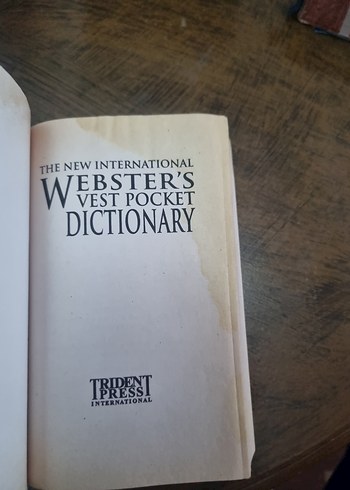 THE NEW INTERNATIONAL
WEBSTER'S
VEST POCKET
DICTIONARY
TRIDENT
PRESS
INTERNATIONAL